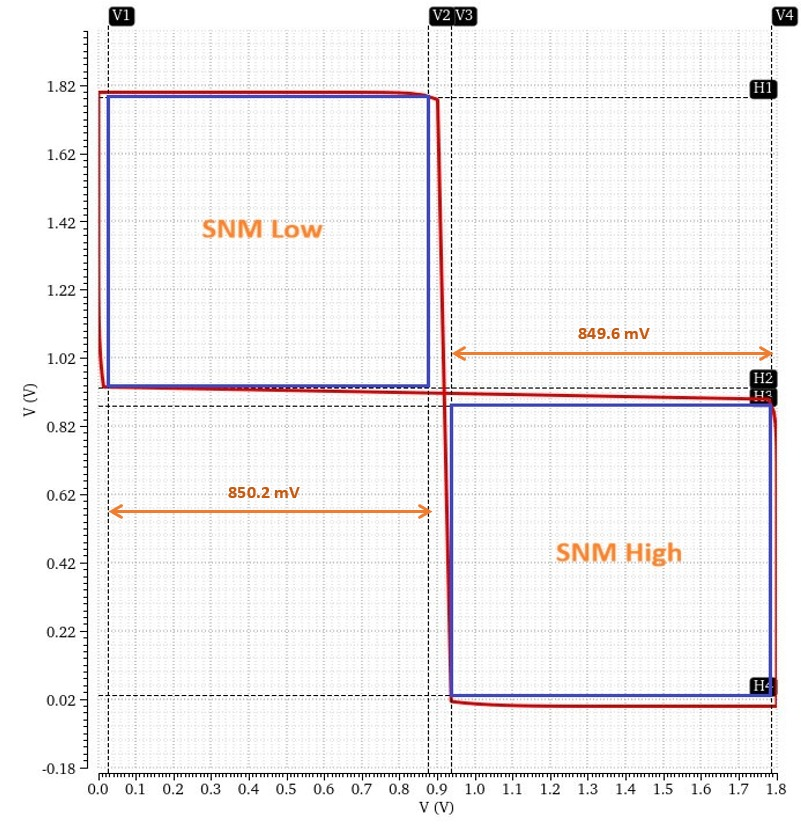 V1
V2
V3
V4
1.82
H1
1.62
1.42
SNM Low
1.22
849.6 mV
1.02
H2
H3
V (V)
0.82
0.62
850.2 mV
0.42
SNM High
0.22
H4
0.02
-0.18
0.0 0.1 0.2 0.3 0.4 0.5 0.6 0.7 0.8 0.9 1.0 1.1 1.2 1.3 1.4 1.5 1.6 1.7 1.8
V (V)